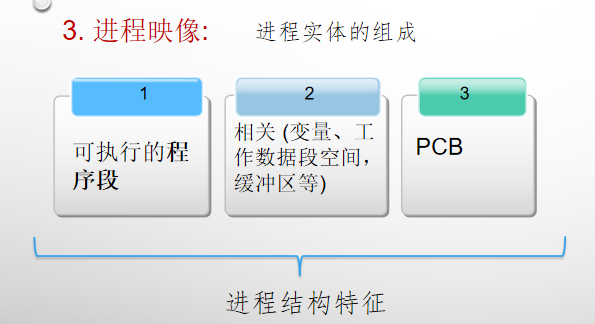 3. 进程映像: 进程实体的组成
1
2
3
可执行的程
序段
相关 (变量、工
作数据段空间，
缓冲区等)
PCB
进程结构特征